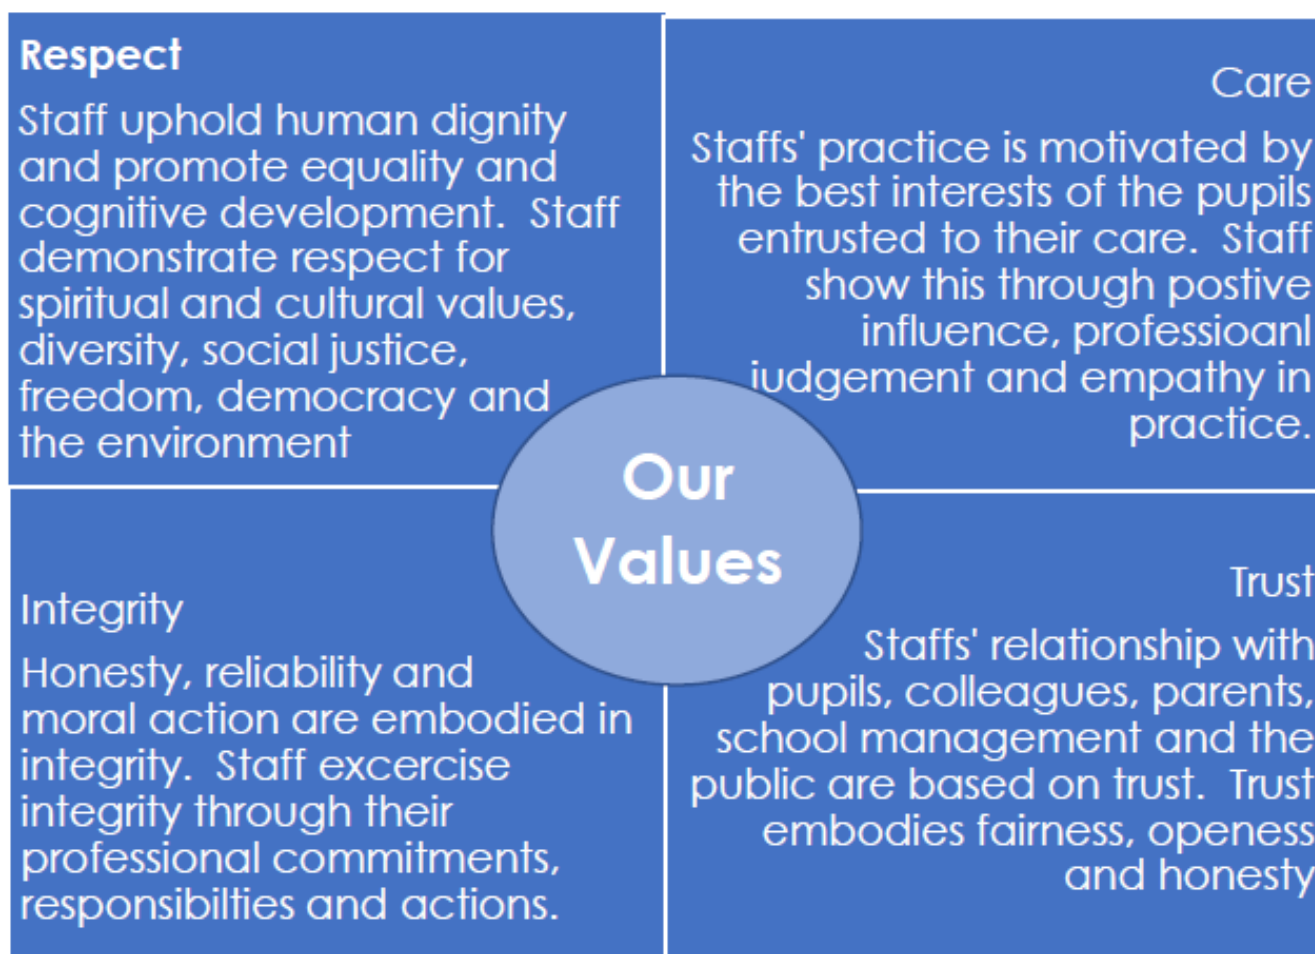 Respect
Staff uphold human dignity
and promote equality and
cognitive development.  Staff
demonstrate respect for
spiritual and cultural values,
diversity, social justice,
freedom, democracy and
the environment
Care
Staffs' practice is motivated by
the best interests of the pupils
entrusted to their care.  Staff
show this through postive
influence, professioanl
judgement and empathy in
practice.
Our
Values
Integrity
Honesty, reliability and
moral action are embodied in
integrity.  Staff excercise
integrity through their
professional commitments,
responsibilties and actions.
Trust
Staffs' relationship with
pupils, colleagues, parents,
school management and the
public are based on trust.  Trust
embodies fairness, openess
and honesty